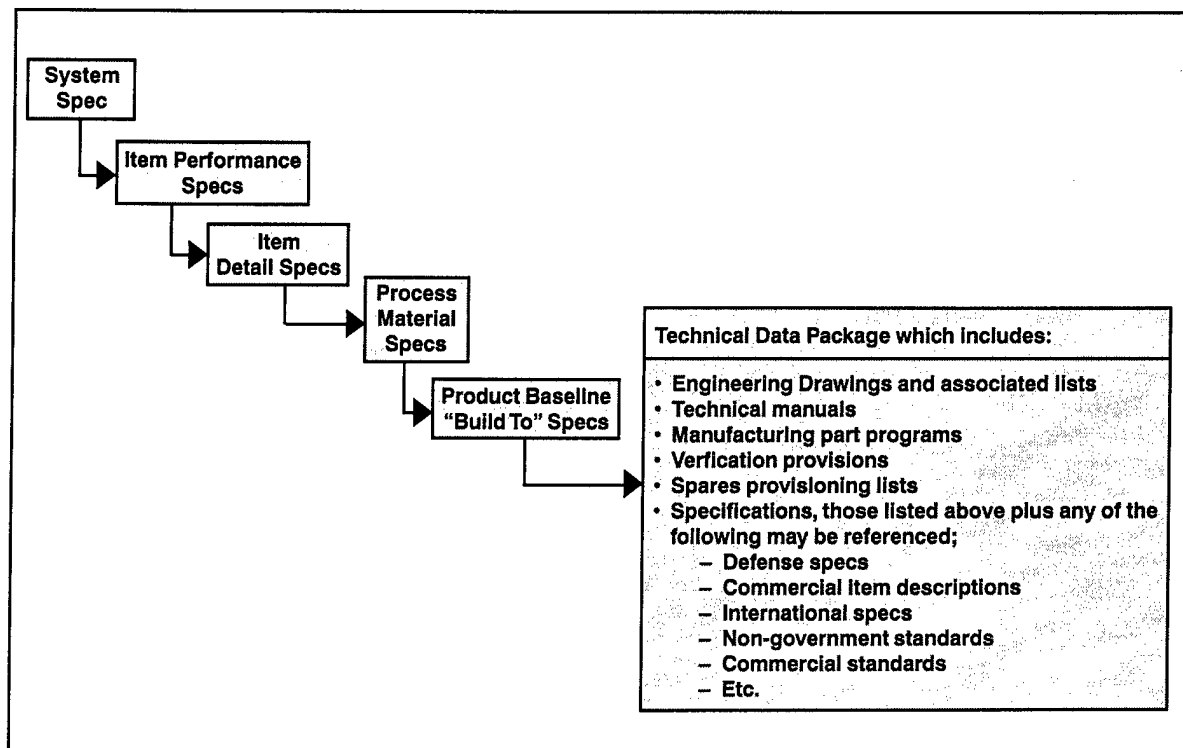 System
Spec
Item Performance
Specs
Item
Detail Specs
Process
Material
Specs
Product Baseline
“Build To” Specs
Technical Data Package which includes:
• Engineering Drawings and associated lists
• Technical manuals
• Manufacturing part programs
• Verfication provisions
• Spares provisioning lists
• Specifications, those listed above plus any of the
following may be referenced;
– Defense specs
– Commercial item descriptions
– International specs
– Non-government standards
– Commercial standards
– Etc.